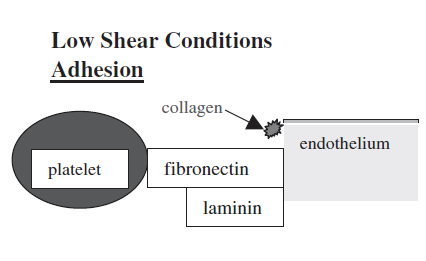 Low Shear Conditions
Adhesion
collagen
endothelium
platelet
fibronectin
laminin